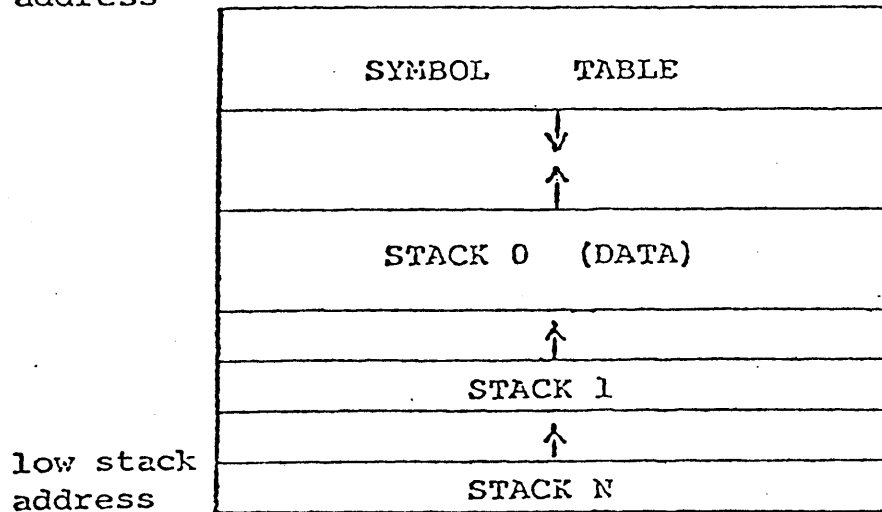 address
SYMBOL TABLE
STACK 0 (DATA)
STACK 1
low stack
address
STACK N